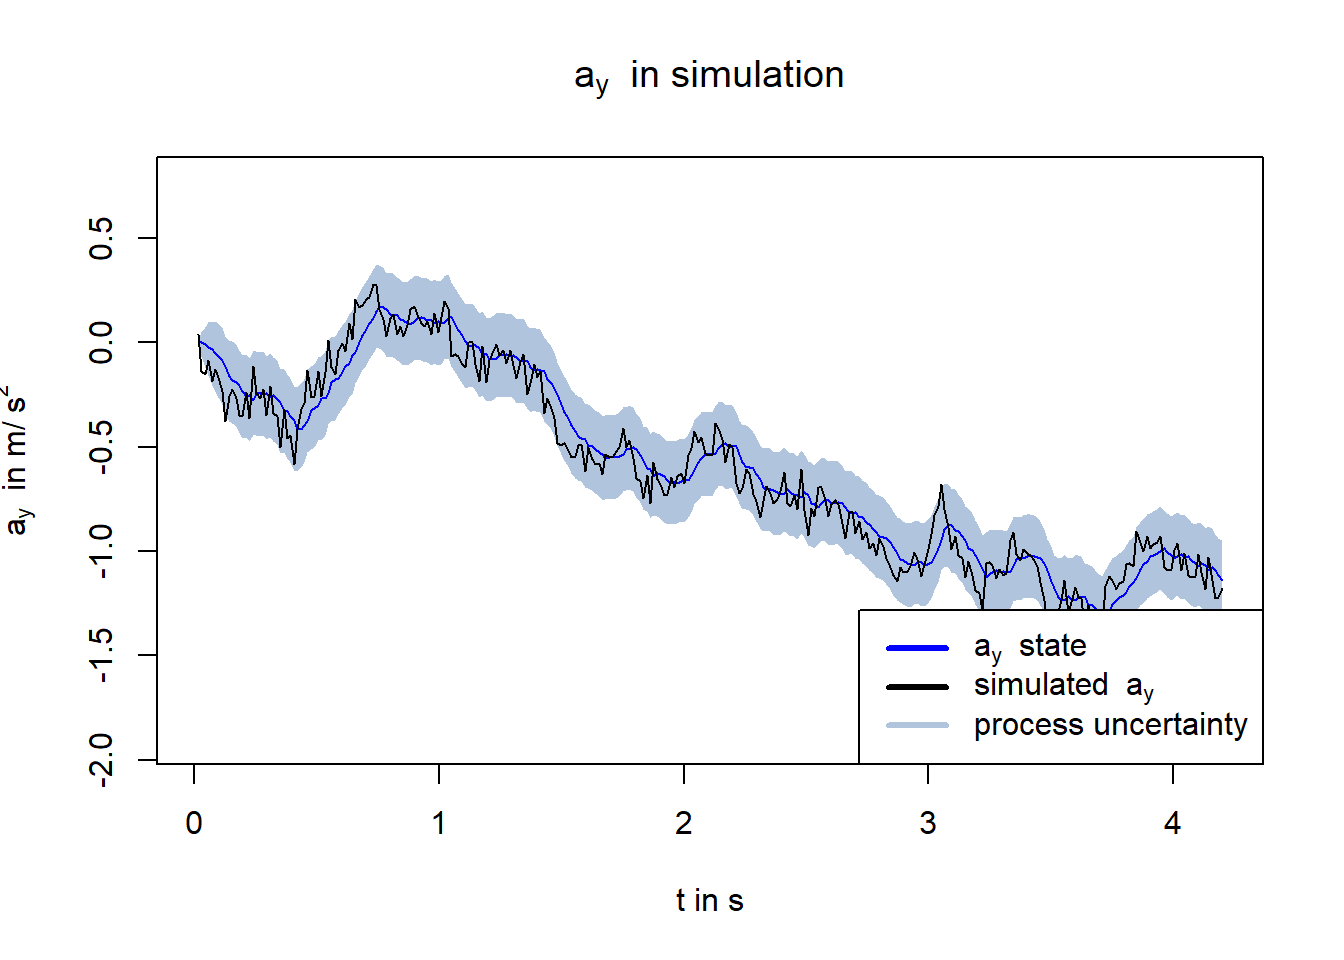 a_y in simulation
0.5
0.0
-0.5
-1.0
-1.5
-2.0
a_y in m/ s^2
0 1 2 3 4
t in s
a_y state
simulated a_y
process uncertainty